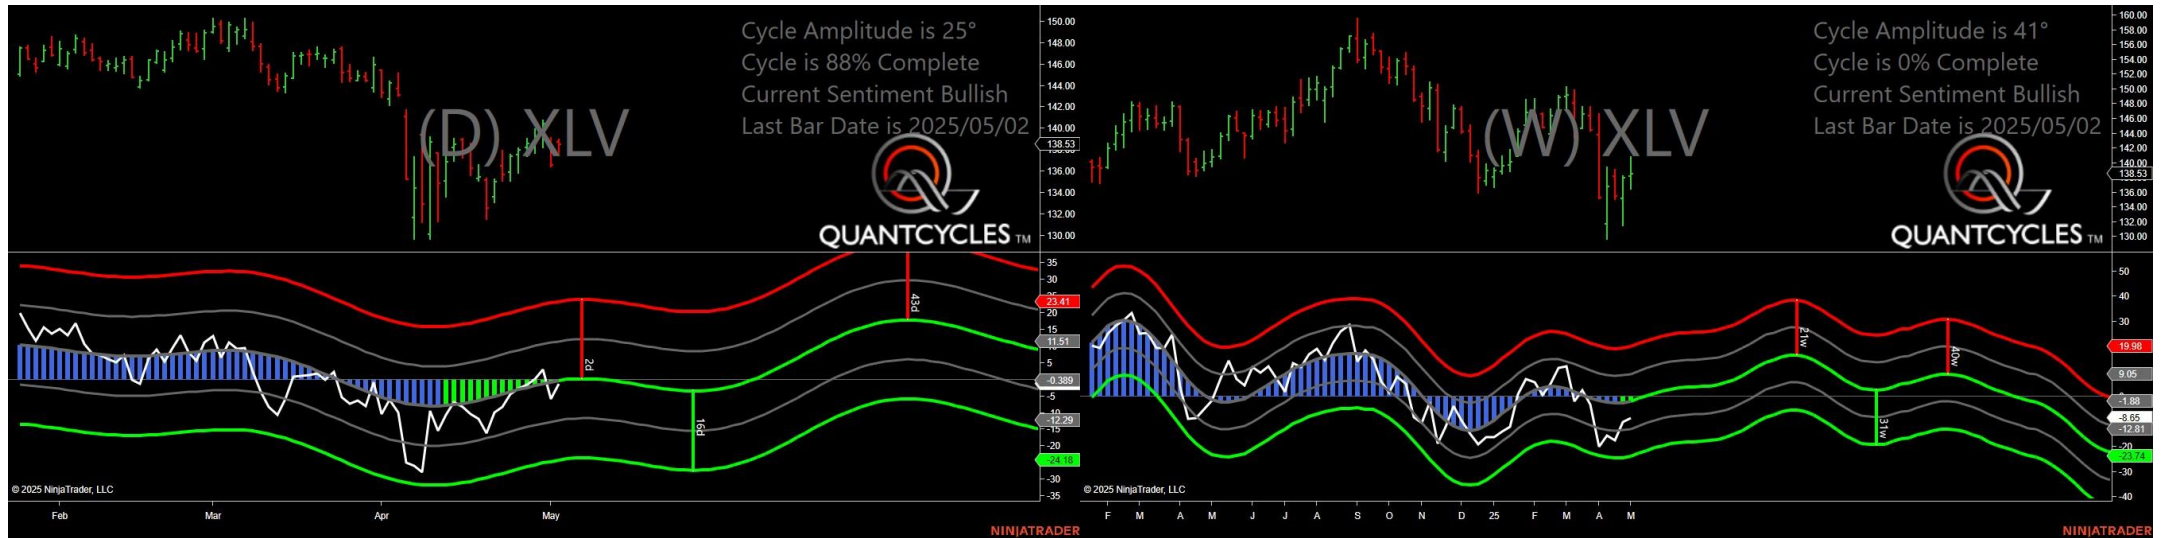 Cycle Amplitude is 25°
Cycle is 88% Complete
Current Sentiment Bullish
Last Bar Date is 2025/05/02
(D) XLV
QUANTCYCLES TM
150.00
148.00
146.00
144.00
142.00
140.00
138.53
136.00
134.00
132.00
130.00
35
30
23.41
20
15
11.51
5
-0.389
-5
-10
-12.29
-15
-20
-24.18
-30
-35
2d
16d
43d
© 2025 NinjaTrader, LLC
Feb Mar Apr May
NINJATRADER
Cycle Amplitude is 41°
Cycle is 0% Complete
Current Sentiment Bullish
Last Bar Date is 2025/05/02
(W) XLV
QUANTCYCLES TM
160.00
158.00
156.00
154.00
152.00
150.00
148.00
146.00
144.00
142.00
140.00
138.53
136.00
134.00
132.00
130.00
50
40
30
19.98
9.05
-1.88
-8.65
-12.81
-20
-23.74
-30
-40
21w
31w
40w
© 2025 NinjaTrader, LLC
F M A M J J A S O N D 25 F M A M
NINJATRADER